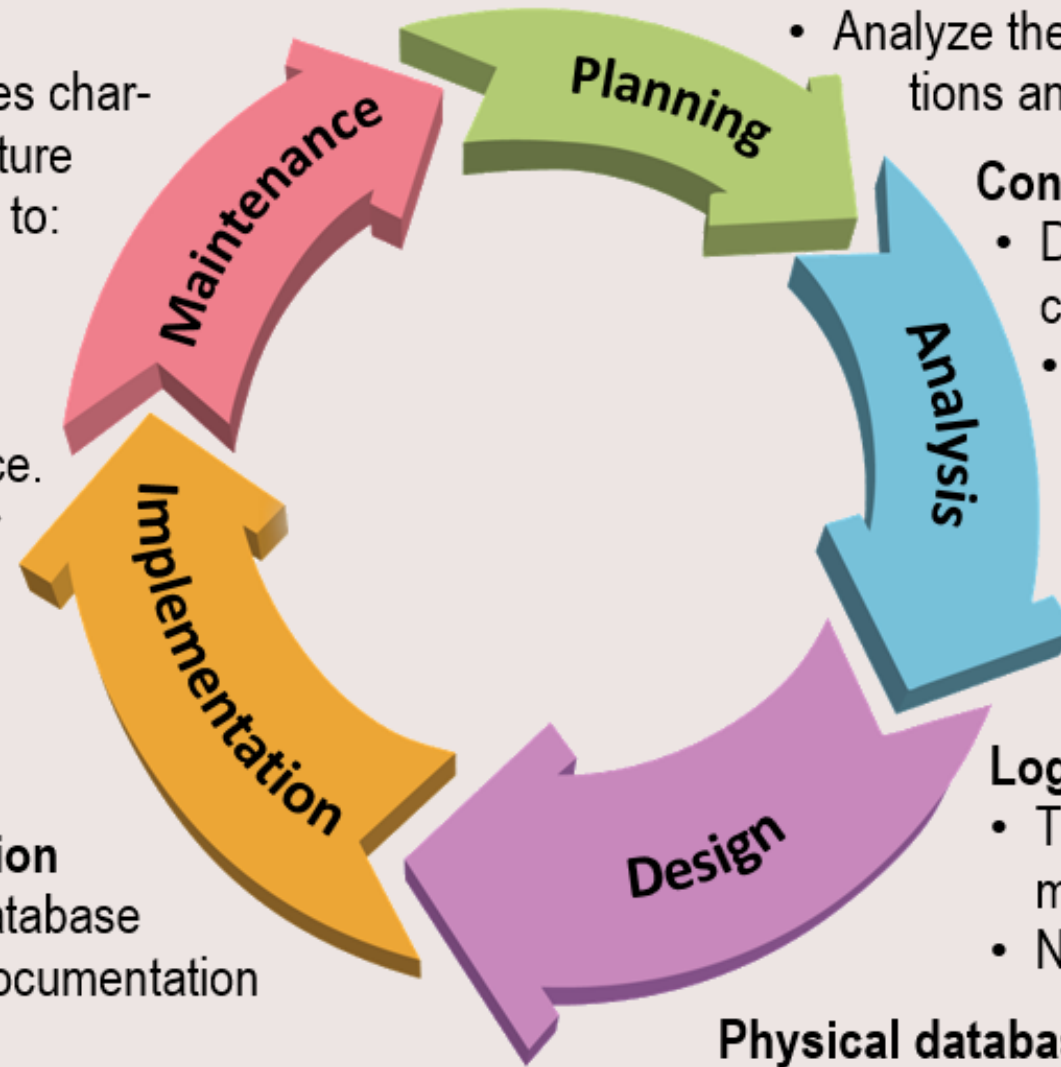 Planning
• Analyze the
tions an
es char-
ture
to:
Maintenance
Con
• D
c
•
Analysis
ce.
Implementation
Log
• T
m
• N
Design
ion
atabase
ocumentation
Physical databas